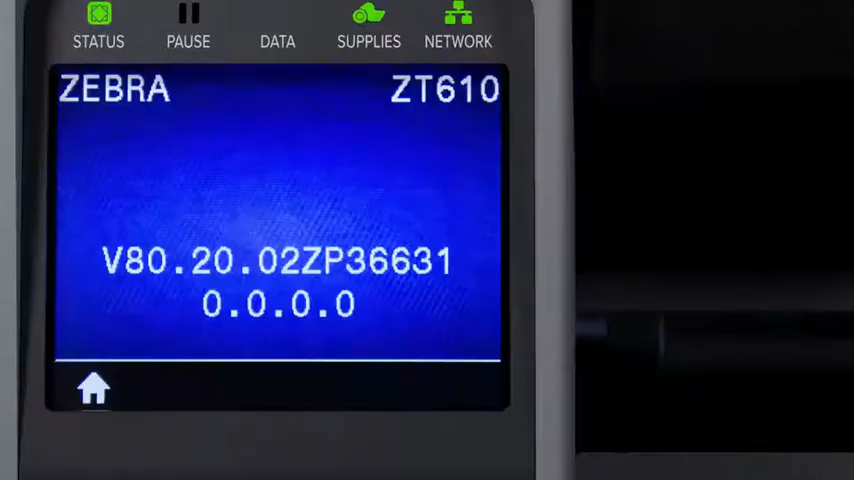 STATUS PAUSE DATA SUPPLIES NETWORK
ZEBRA ZT610
V80.20.02ZP36631
0.0.0.0